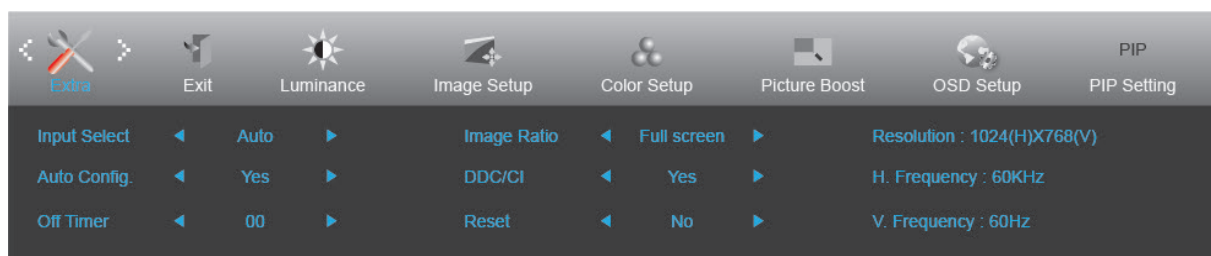 PIP
Extra Exit Luminance Image Setup Color Setup Picture Boost OSD Setup PIP Setting
Input Select Auto Image Ratio Full screen Resolution : 1024(H)X768(V)
Auto Config. Yes DDC/CI Yes H. Frequency : 60KHz
Off Timer 00 Reset No V. Frequency : 60Hz